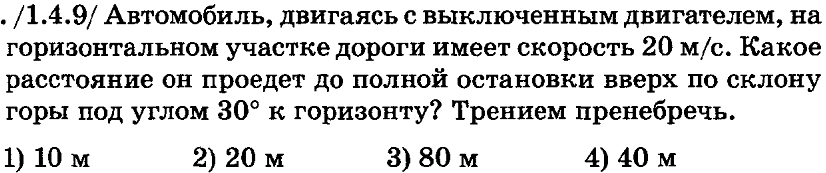 . /1.4.9/ Автомобиль, двигаясь с выключенным двигателем, на
горизонтальном участке дороги имеет скорость 20 м/с. Какое
расстояние он проедет до полной остановки вверх по склону
горы под углом 30° к горизонту? Трением пренебречь.
1) 10 м 2) 20 м 3) 80 м 4) 40 м